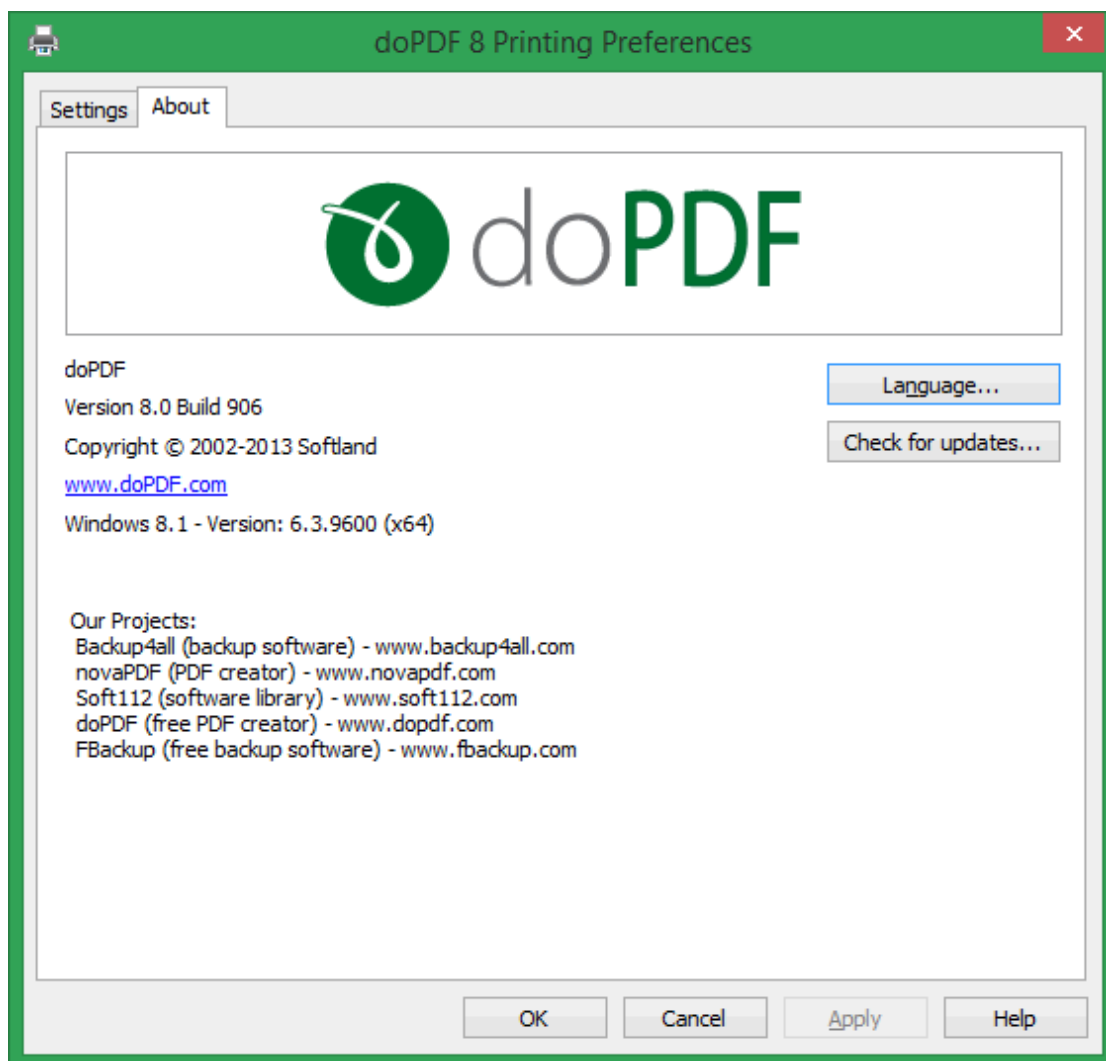 doPDF 8 Printing Preferences
Settings About
doPDF
doPDF
Language...
Version 8.0 Build 906
Copyright © 2002-2013 Softland
Check for updates...
www.doPDF.com
Windows 8.1 - Version: 6.3.9600 (x64)
Our Projects:
Backup4all (backup software) - www.backup4all.com
novaPDF (PDF creator) - www.novapdf.com
Soft112 (software library) - www.soft112.com
doPDF (free PDF creator) - www.dopdf.com
FBackup (free backup software) - www.fbackup.com
OK Cancel Apply Help